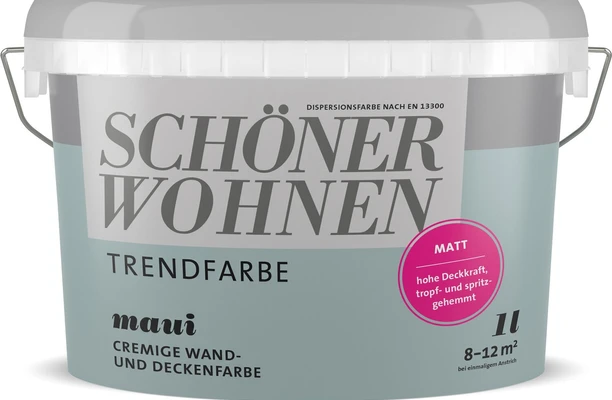 DISPERSIONSFARBE NACH EN 13300
SCHÖNER
WOHNEN
TRENDFARBE
MATT
hohe Deckkraft,
tropf- und spritz-
gehemmt
maui
CREMIGE WAND-
UND DECKENFARBE
1l
8–12 m²
bei einmaligem Anstrich